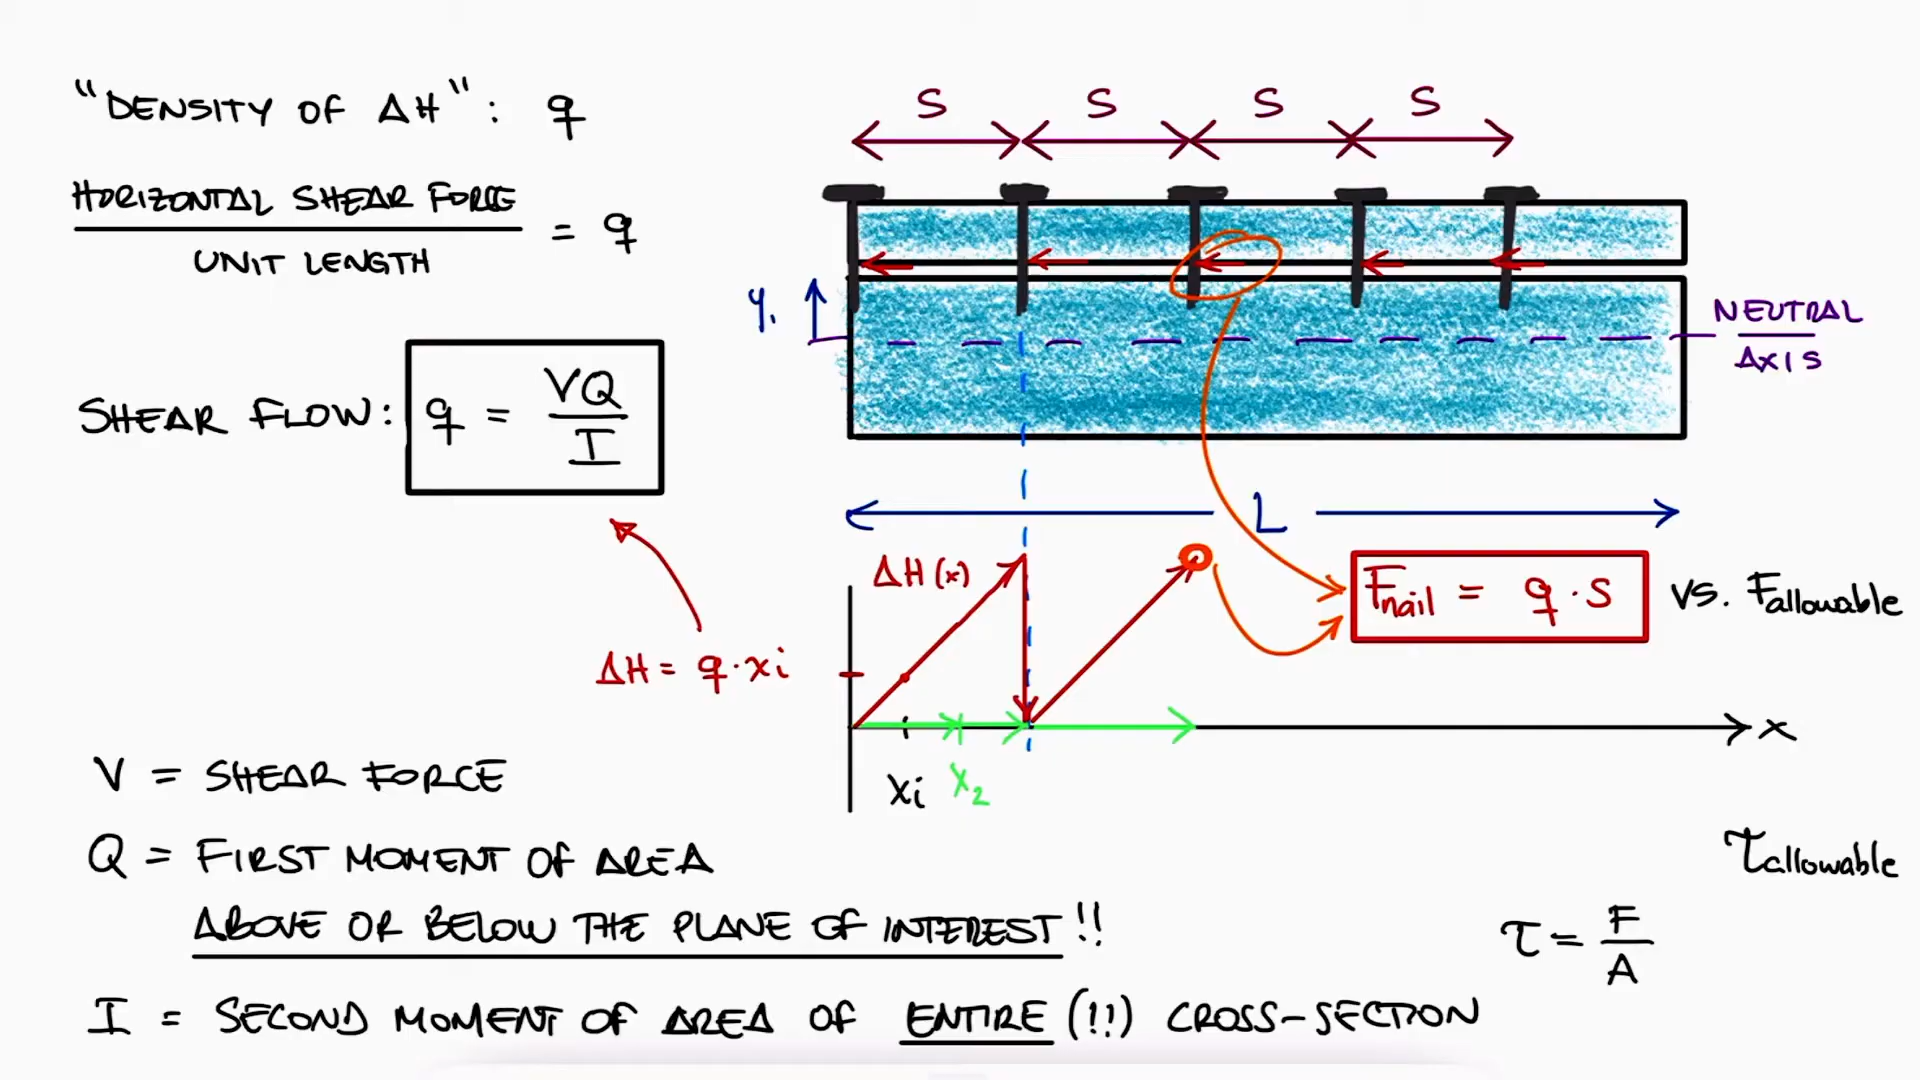 "DENSITY OF ΔH": q
HORIZONTAL SHEAR FORCE
UNIT LENGTH
= q
SHEAR FLOW: q = VQ
I
ΔH = q·xi
V = SHEAR FORCE
Q = FIRST MOMENT OF AREA
ABOVE OR BELOW THE PLANE OF INTEREST!!
I = SECOND MOMENT OF AREA OF ENTIRE (!!) CROSS-SECTION
S S S S
y₁
NEUTRAL
AXIS
L
ΔH(x)
Fnail = q·s vs. Fallowable
x
xi x₂
τallowable
τ = F
A